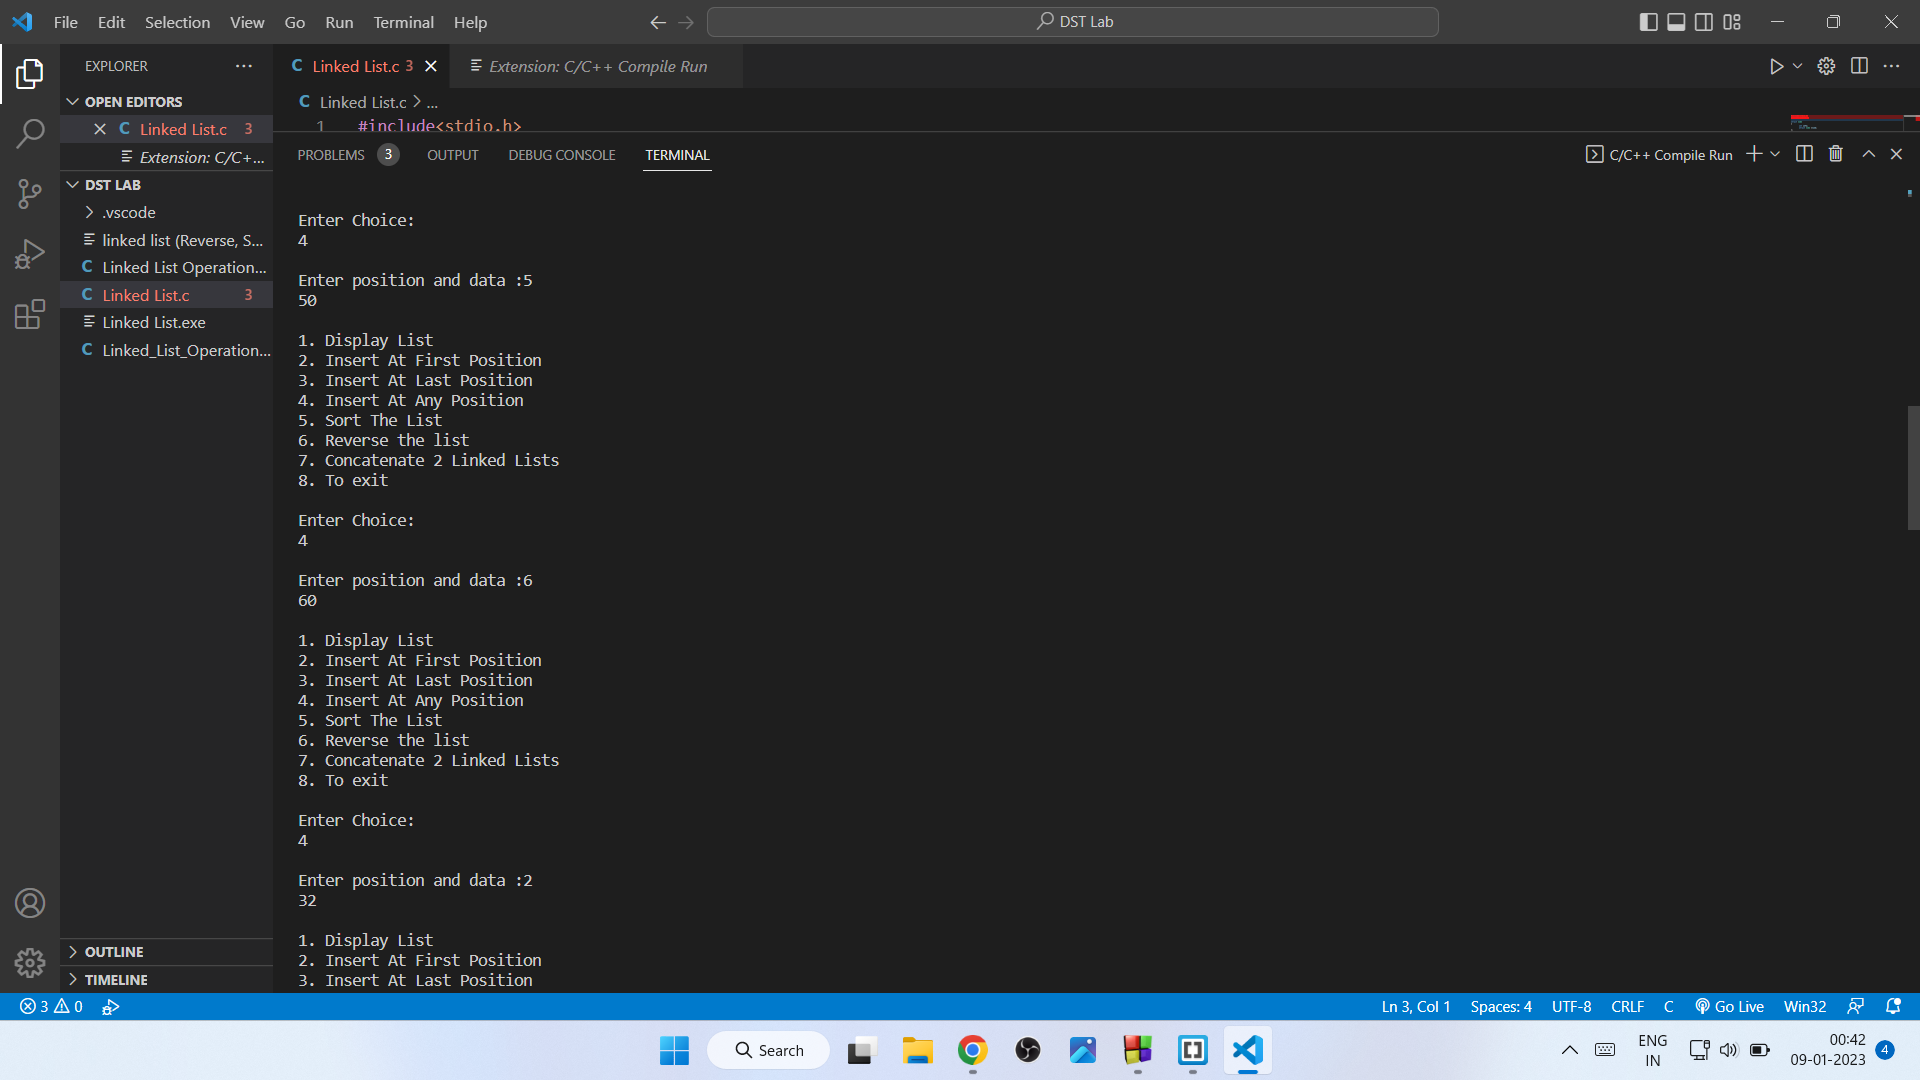 File Edit Selection View Go Run Terminal Help
DST Lab
EXPLORER
Linked List.c 3
Extension: C/C++ Compile Run
OPEN EDITORS
Linked List.c > ...
Linked List.c 3
1 #include<stdio.h>
Extension: C/C+...
PROBLEMS 3 OUTPUT DEBUG CONSOLE TERMINAL
C/C++ Compile Run
DST LAB
.vscode
linked list (Reverse, S...
Linked List Operation...
Linked List.c 3
Linked List.exe
Linked_List_Operation...
Enter Choice:
4
Enter position and data :5
50
1. Display List
2. Insert At First Position
3. Insert At Last Position
4. Insert At Any Position
5. Sort The List
6. Reverse the list
7. Concatenate 2 Linked Lists
8. To exit
Enter Choice:
4
Enter position and data :6
60
1. Display List
2. Insert At First Position
3. Insert At Last Position
4. Insert At Any Position
5. Sort The List
6. Reverse the list
7. Concatenate 2 Linked Lists
8. To exit
Enter Choice:
4
Enter position and data :2
32
1. Display List
2. Insert At First Position
3. Insert At Last Position
OUTLINE
TIMELINE
3 0
Ln 3, Col 1 Spaces: 4 UTF-8 CRLF C Go Live Win32
Search
ENG
IN
00:42
09-01-2023
4